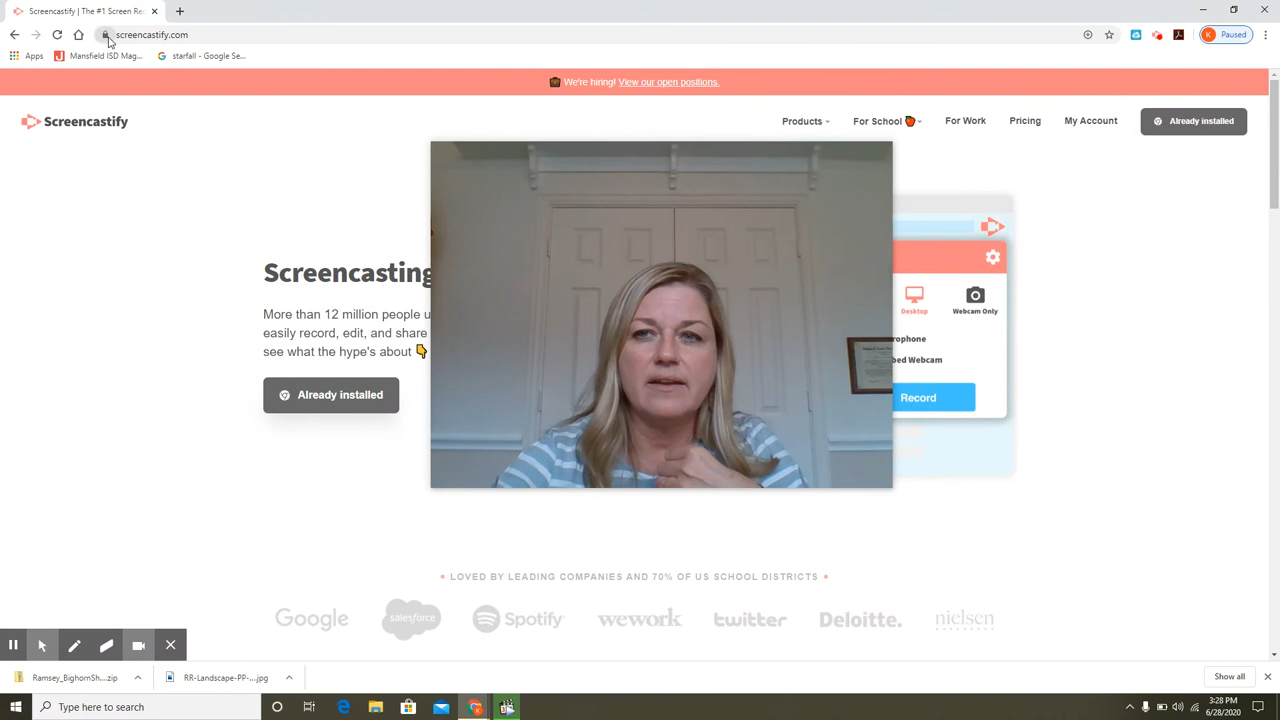 Screencastify | The #1 Screen Re
screencastify.com
Paused
Apps
Mansfield ISD Mag...
starfall - Google Se...
We're hiring! View our open positions.
Screencastify
Products
For School
For Work
Pricing
My Account
Already installed
Screencasting
More than 12 million people u
easily record, edit, and share
see what the hype's about
Already installed
Desktop
Webcam Only
rophone
bed Webcam
Record
LOVED BY LEADING COMPANIES AND 70% OF US SCHOOL DISTRICTS
Google
salesforce
Spotify
wework
twitter
Deloitte.
nielsen
Ramsey_BighornSh....zip
RR-Landscape-PP-....jpg
Show all
Type here to search
3:28 PM
6/28/2020